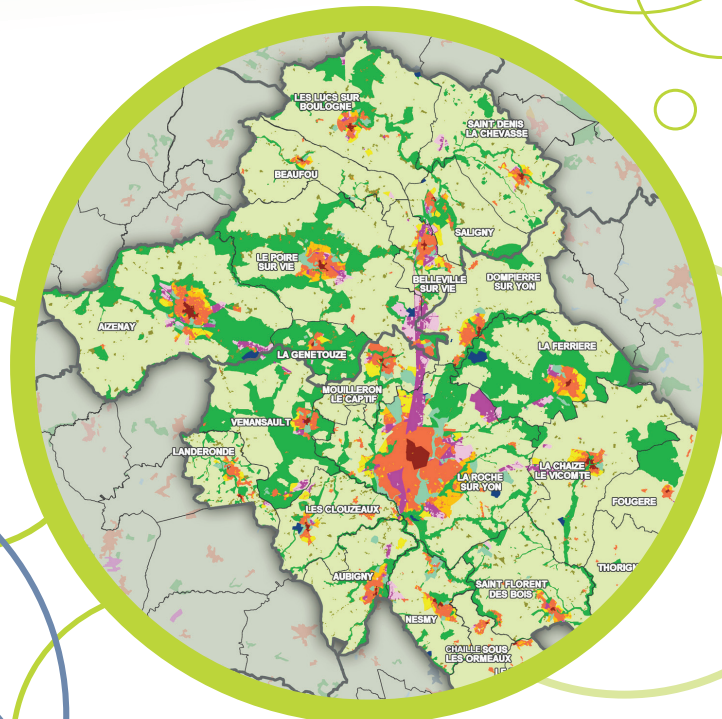 LES LUCS SUR
BOULOGNE
SAINT DENIS
LA CHEVASSE
BEAUFOU
SALIGNY
LE POIRE
SUR VIE
BELLEVILLE
SUR VIE
DOMPIERRE
SUR YON
AIZENAY
LA GENETOUZE
LA FERRIERE
MOUILLERON
LE CAPTIF
VENANSAULT
LANDERONDE
LA ROCHE
SUR YON
LA CHAIZE
LE VICOMTE
FOUGERE
LES CLOUZEAUX
THORIGN
AUBIGNY
SAINT FLORENT
DES BOIS
NESMY
CHAILLE SOUS
LES ORMEAUX